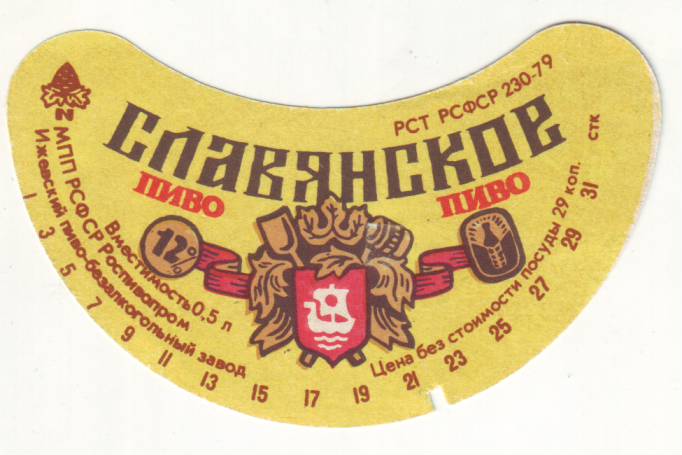 РСТ РСФСР 230-79
СЛАВЯНСКОЕ
ПИВО ПИВО
12%
МПП РСФСР Роспивопром
Ижевский пиво-безалкогольный завод
Вместимость 0,5 л
Цена без стоимости посуды 29 коп.
стк
1 3 5 7 9 11 13 15 17 19 21 23 25 27 29 31